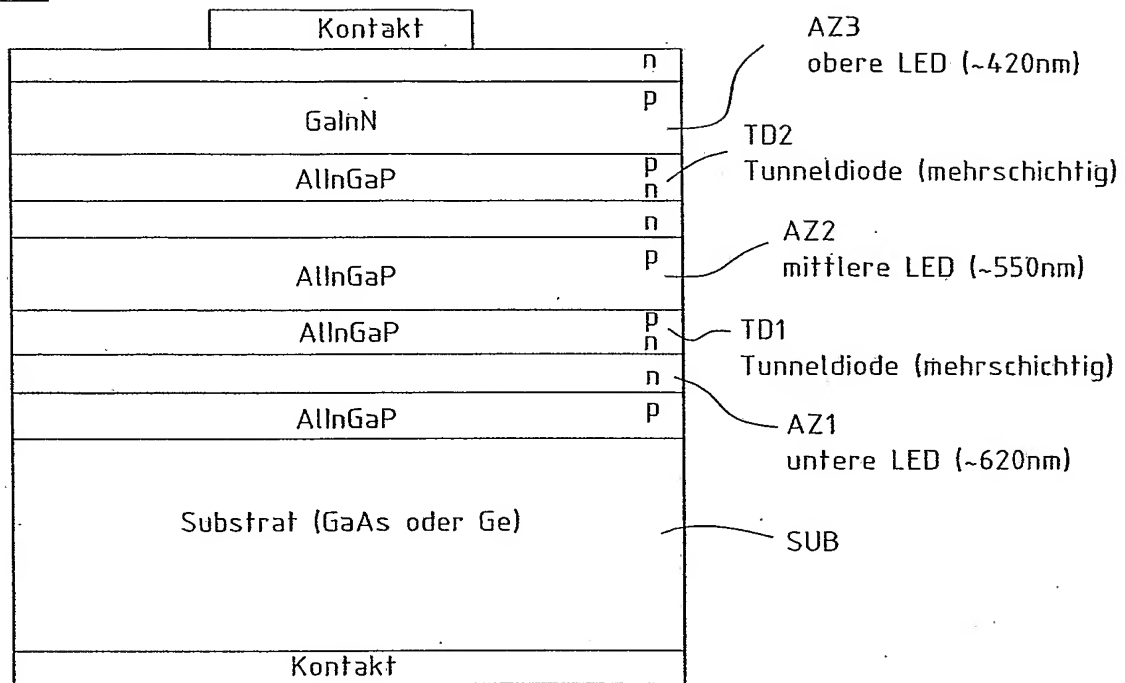 Kontakt
n
p
GaInN
p
AlInGaP
n
n
p
AlInGaP
p
AlInGaP
n
n
p
AlInGaP
Substrat (GaAs oder Ge)
Kontakt
AZ3
obere LED (~420nm)
TD2
Tunneldiode (mehrschichtig)
AZ2
mittlere LED (~550nm)
TD1
Tunneldiode (mehrschichtig)
AZ1
untere LED (~620nm)
SUB